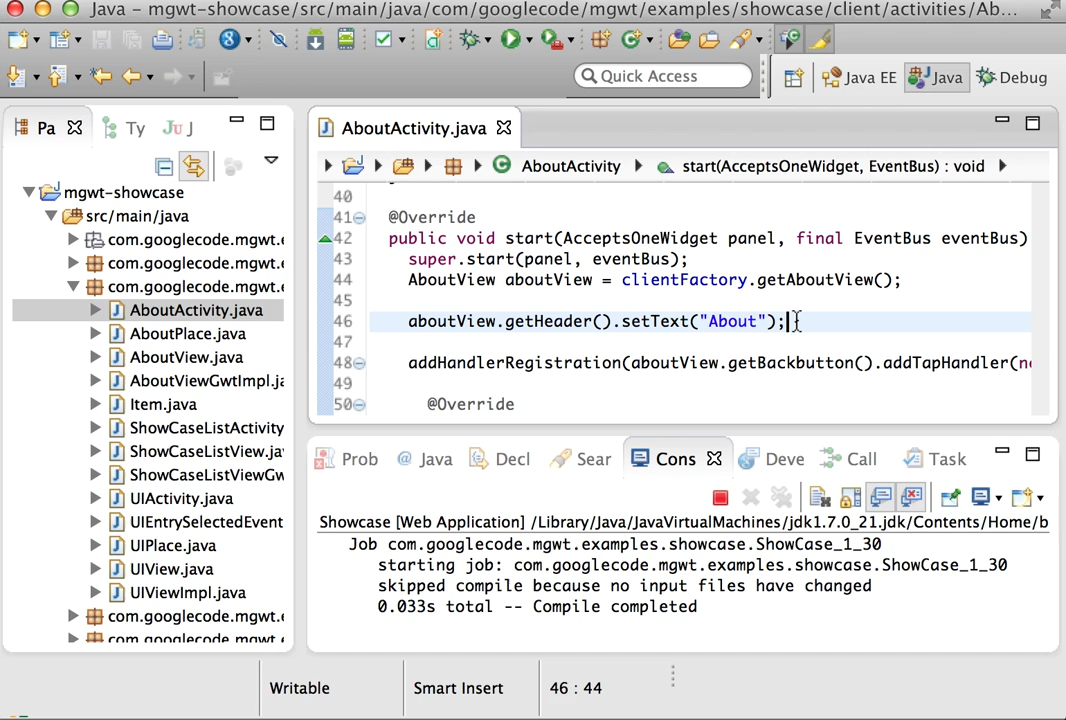 Java – mgwt-showcase/src/main/java/com/googlecode/mgwt/examples/showcase/client/activities/Ab...
Quick Access
Java EE
Java
Debug
Pa
Ty
J
AboutActivity.java
AboutActivity
start(AcceptsOneWidget, EventBus) : void
mgwt-showcase
src/main/java
com.googlecode.mgwt.e
com.googlecode.mgwt.
com.googlecode.mgwt.
AboutActivity.java
AboutPlace.java
AboutView.java
AboutViewGwtImpl.ja
Item.java
ShowCaseListActivity
ShowCaseListView.ja
ShowCaseListViewGw
UIActivity.java
UIEntrySelectedEvent
UIPlace.java
UIView.java
UIViewImpl.java
com.googlecode.mgwt.
com.googlecode.mgwt.
40
41 @Override
42 public void start(AcceptsOneWidget panel, final EventBus eventBus)
43 super.start(panel, eventBus);
44 AboutView aboutView = clientFactory.getAboutView();
45
46 aboutView.getHeader().setText("About");
47
48 addHandlerRegistration(aboutView.getBackbutton().addTapHandler(ne
49
50 @Override
Prob
@ Java
Decl
Sear
Cons
Deve
Call
Task
Showcase [Web Application] /Library/Java/JavaVirtualMachines/jdk1.7.0_21.jdk/Contents/Home/b
Job com.googlecode.mgwt.examples.showcase.ShowCase_1_30
starting job: com.googlecode.mgwt.examples.showcase.ShowCase_1_30
skipped compile because no input files have changed
0.033s total -- Compile completed
Writable
Smart Insert
46 : 44